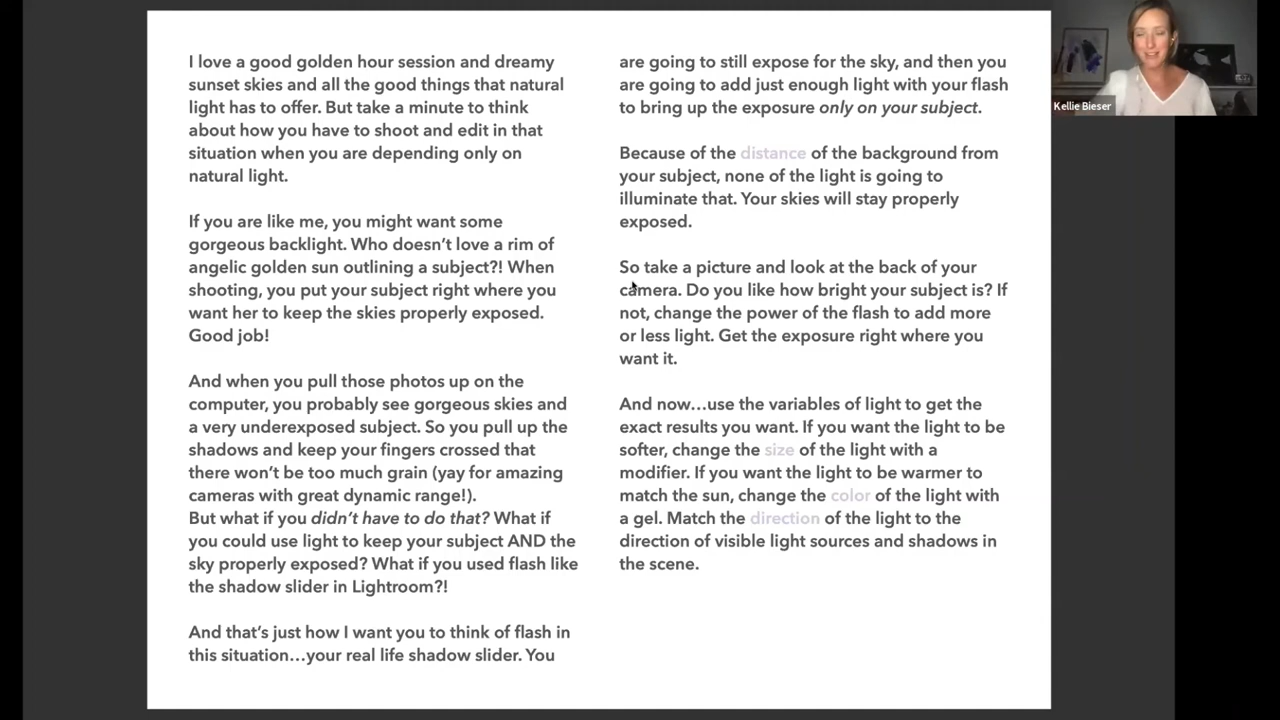 I love a good golden hour session and dreamy
sunset skies and all the good things that natural
light has to offer. But take a minute to think
about how you have to shoot and edit in that
situation when you are depending only on
natural light.
If you are like me, you might want some
gorgeous backlight. Who doesn't love a rim of
angelic golden sun outlining a subject?! When
shooting, you put your subject right where you
want her to keep the skies properly exposed.
Good job!
And when you pull those photos up on the
computer, you probably see gorgeous skies and
a very underexposed subject. So you pull up the
shadows and keep your fingers crossed that
there won't be too much grain (yay for amazing
cameras with great dynamic range!).
But what if you didn't have to do that? What if
you could use light to keep your subject AND the
sky properly exposed? What if you used flash like
the shadow slider in Lightroom?!
And that's just how I want you to think of flash in
this situation…your real life shadow slider. You
are going to still expose for the sky, and then you
are going to add just enough light with your flash
to bring up the exposure only on your subject.
Because of the distance of the background from
your subject, none of the light is going to
illuminate that. Your skies will stay properly
exposed.
So take a picture and look at the back of your
camera. Do you like how bright your subject is? If
not, change the power of the flash to add more
or less light. Get the exposure right where you
want it.
And now…use the variables of light to get the
exact results you want. If you want the light to be
softer, change the size of the light with a
modifier. If you want the light to be warmer to
match the sun, change the color of the light with
a gel. Match the direction of the light to the
direction of visible light sources and shadows in
the scene.
Kellie Bieser